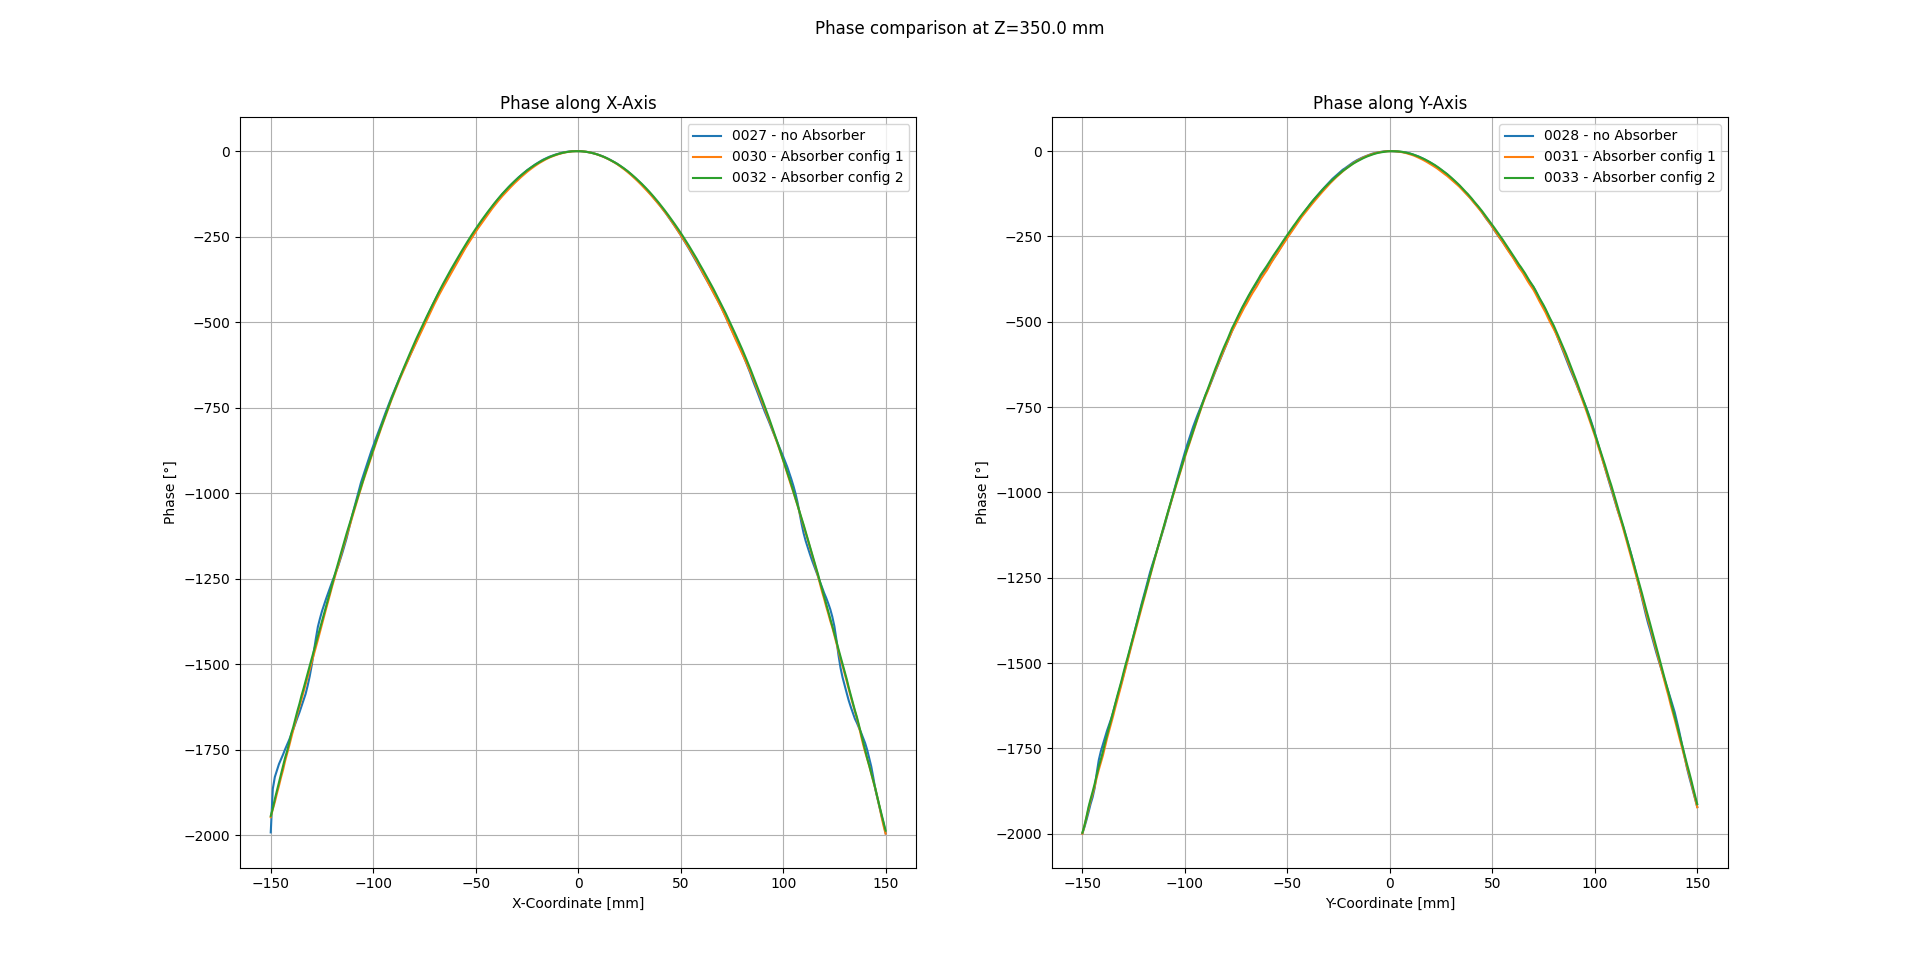 Phase comparison at Z=350.0 mm
Phase along X-Axis
0027 - no Absorber
0030 - Absorber config 1
0032 - Absorber config 2
0
−250
−500
−750
−1000
−1250
−1500
−1750
−2000
Phase [°]
−150 −100 −50 0 50 100 150
X-Coordinate [mm]
Phase along Y-Axis
0028 - no Absorber
0031 - Absorber config 1
0033 - Absorber config 2
0
−250
−500
−750
−1000
−1250
−1500
−1750
−2000
Phase [°]
−150 −100 −50 0 50 100 150
Y-Coordinate [mm]